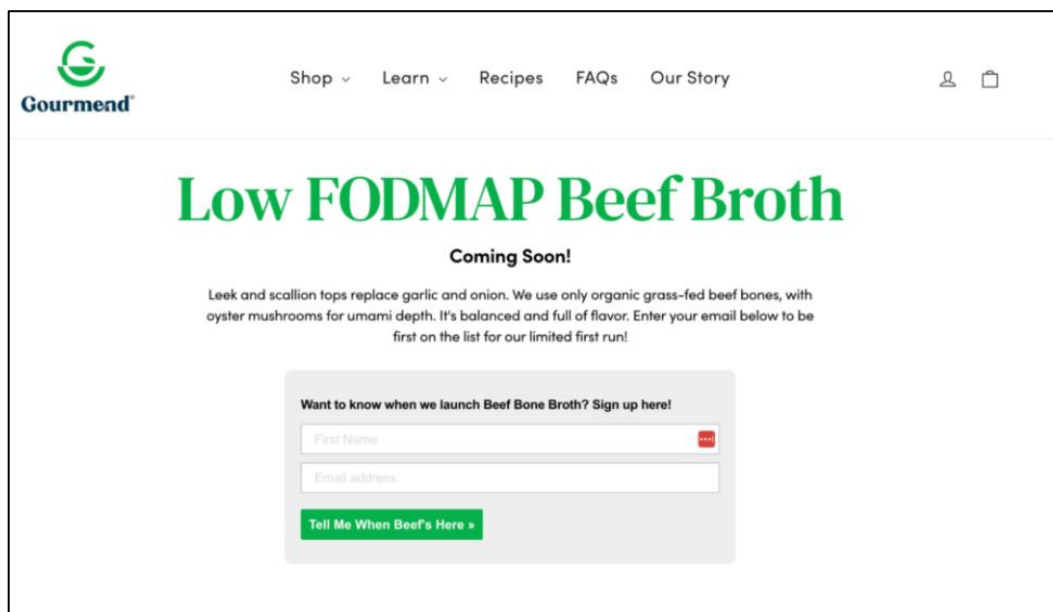 Shop Learn Recipes FAQs Our Story
Gourmend®
Low FODMAP Beef Broth
Coming Soon!
Leek and scallion tops replace garlic and onion. We use only organic grass-fed beef bones, with
oyster mushrooms for umami depth. It's balanced and full of flavor. Enter your email below to be
first on the list for our limited first run!
Want to know when we launch Beef Bone Broth? Sign up here!
First Name
Email address
Tell Me When Beef's Here »